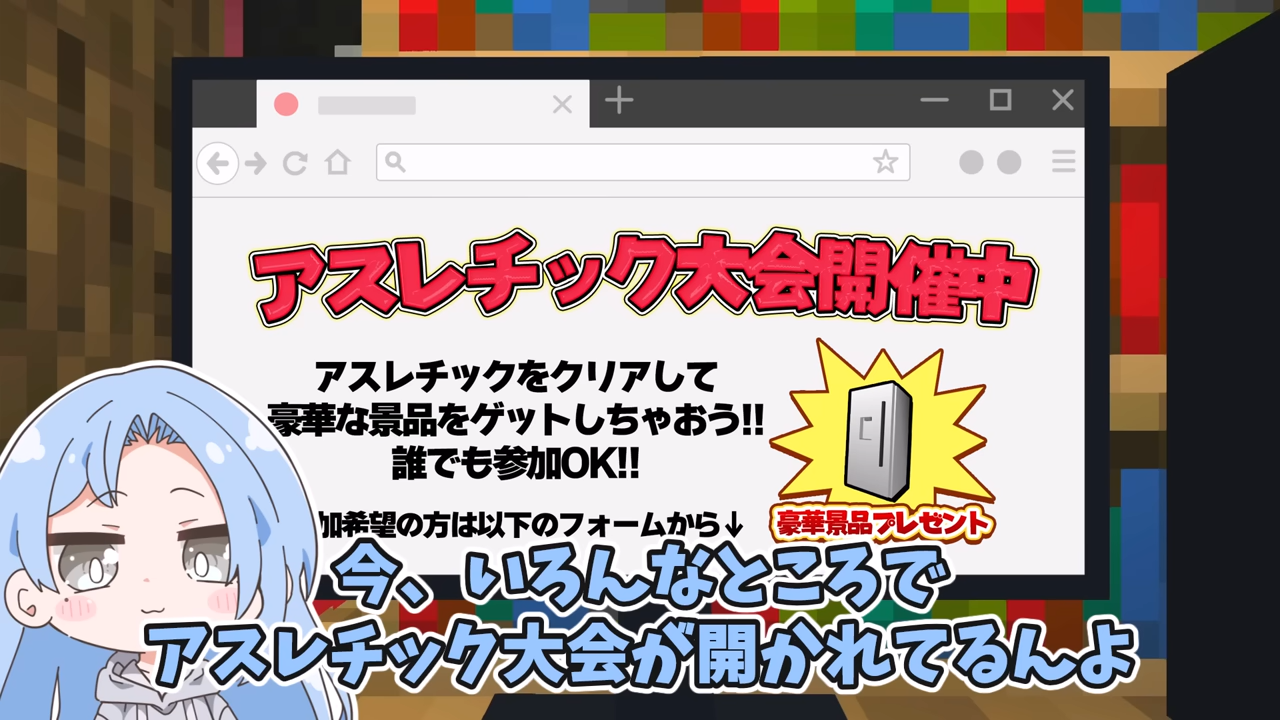 アスレチック大会開催中
アスレチックをクリアして
豪華な景品をゲットしちゃおう!!
誰でも参加OK!!
加希望の方は以下のフォームから↓
豪華景品プレゼント
今、いろんなところで
アスレチック大会が開かれてるんよ